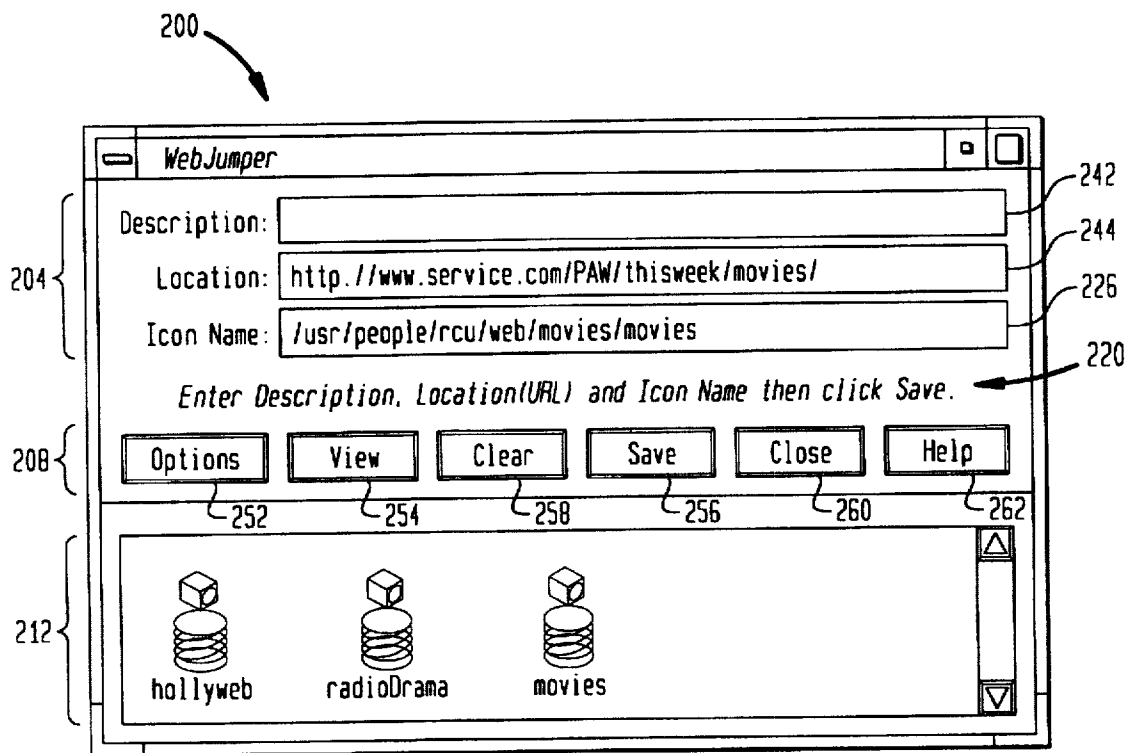 200
WebJumper
242
Description:
244
204
Location: http.//www.service.com/PAW/thisweek/movies/
226
Icon Name: /usr/people/rcu/web/movies/movies
220
Enter Description, Location(URL) and Icon Name then click Save.
208
Options View Clear Save Close Help
252 254 258 256 260 262
212
hollyweb radioDrama movies